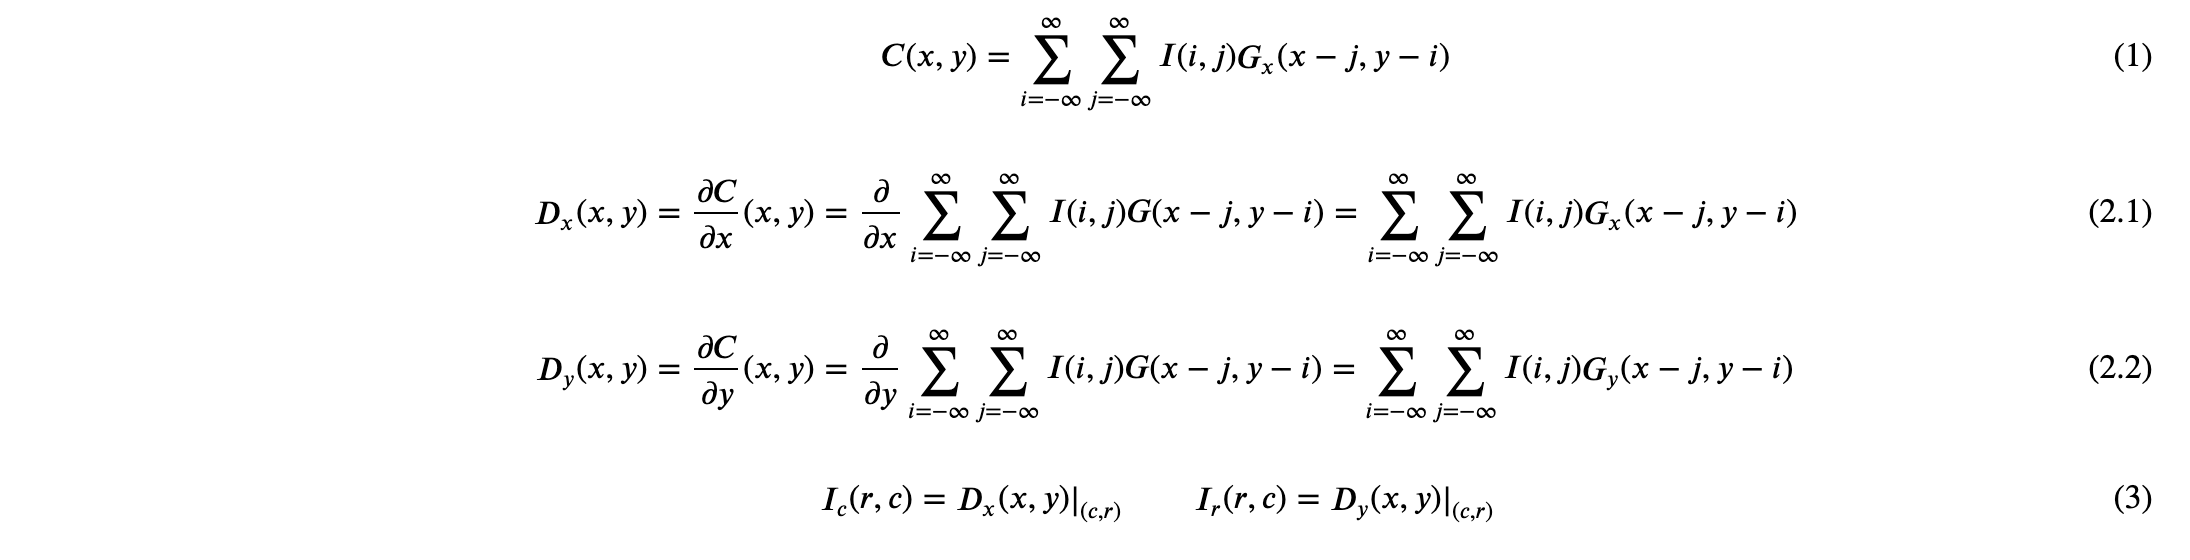 C(x, y) = ∑_{i=−∞}^{∞} ∑_{j=−∞}^{∞} I(i, j)G_x(x − j, y − i) (1)
D_x(x, y) = ∂C/∂x (x, y) = ∂/∂x ∑_{i=−∞}^{∞} ∑_{j=−∞}^{∞} I(i, j)G(x − j, y − i) = ∑_{i=−∞}^{∞} ∑_{j=−∞}^{∞} I(i, j)G_x(x − j, y − i) (2.1)
D_y(x, y) = ∂C/∂y (x, y) = ∂/∂y ∑_{i=−∞}^{∞} ∑_{j=−∞}^{∞} I(i, j)G(x − j, y − i) = ∑_{i=−∞}^{∞} ∑_{j=−∞}^{∞} I(i, j)G_y(x − j, y − i) (2.2)
I_c(r, c) = D_x(x, y)|_{(c,r)} I_r(r, c) = D_y(x, y)|_{(c,r)} (3)